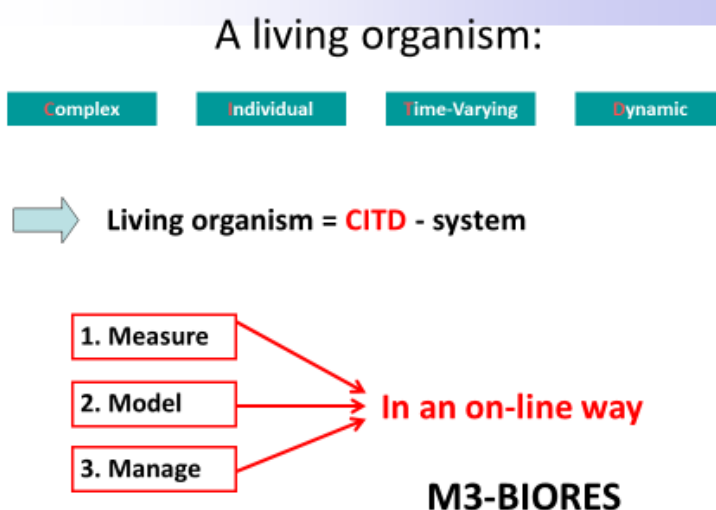 A living organism:
Complex Individual Time-Varying Dynamic
Living organism = CITD - system
1. Measure
2. Model
In an on-line way
3. Manage
M3-BIORES